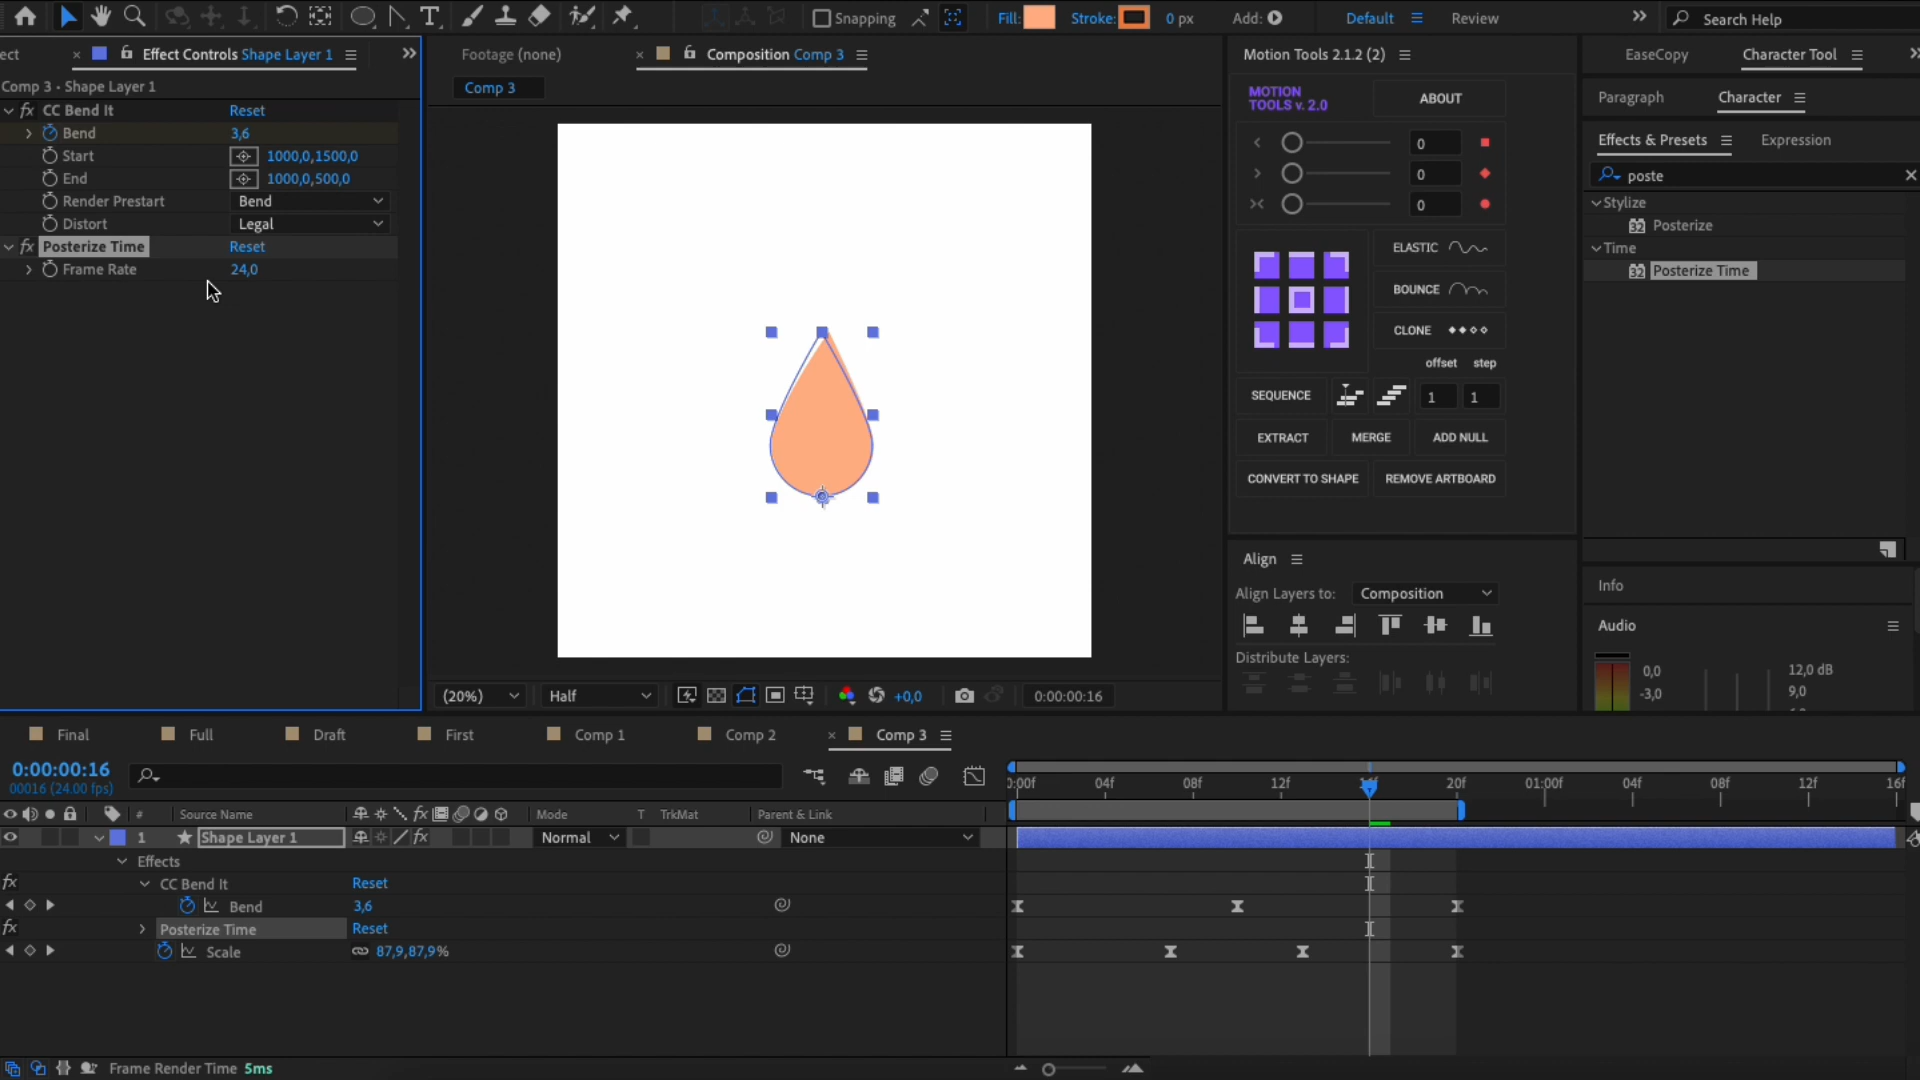 Snapping
Fill:
Stroke:
0 px
Add:
Default
Review
Search Help
ect
Effect Controls Shape Layer 1
Footage (none)
Composition Comp 3
Motion Tools 2.1.2 (2)
EaseCopy
Character Tool
Comp 3 • Shape Layer 1
Comp 3
CC Bend It
Reset
Bend
3,6
Start
1000,0,1500,0
End
1000,0,500,0
Render Prestart
Bend
Distort
Legal
Posterize Time
Reset
Frame Rate
24,0
MOTION
TOOLS v. 2.0
ABOUT
0
0
0
ELASTIC
BOUNCE
CLONE
offset
step
SEQUENCE
1
1
EXTRACT
MERGE
ADD NULL
CONVERT TO SHAPE
REMOVE ARTBOARD
Align
Align Layers to:
Composition
Distribute Layers:
Paragraph
Character
Effects & Presets
Expression
poste
Stylize
32
Posterize
Time
32
Posterize Time
Info
Audio
0,0
-3,0
12,0 dB
9,0
(20%)
Half
+0,0
0:00:00:16
Final
Full
Draft
First
Comp 1
Comp 2
Comp 3
0:00:00:16
00016 (24.00 fps)
04f
08f
12f
20f
01:00f
04f
08f
12f
16f
#
Source Name
fx
Mode
T
TrkMat
Parent & Link
1
Shape Layer 1
fx
Normal
None
Effects
fx
CC Bend It
Reset
Bend
3,6
fx
Posterize Time
Reset
Scale
87,9,87,9%
Frame Render Time 5ms